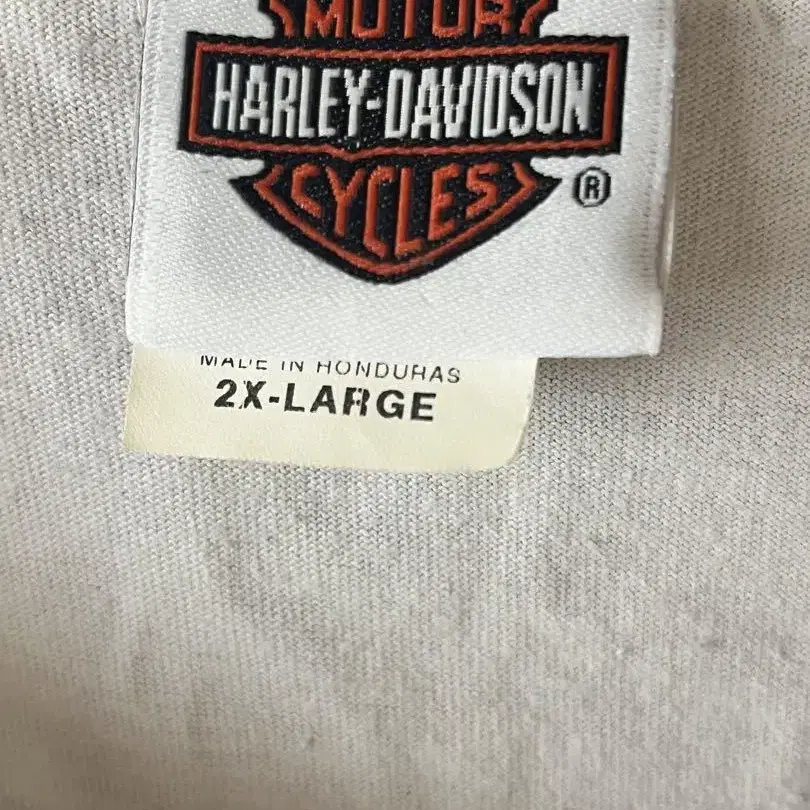 MOTOR
HARLEY-DAVIDSON
CYCLES ®
MADE IN HONDURAS
2X-LARGE